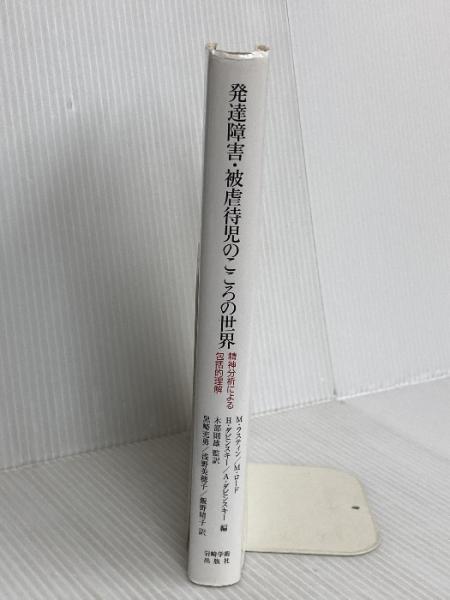 発達障害・被虐待児のこころの世界
精神分析による
包括的理解
M・ラスティン/M・ロード
H・ダビンスキー/A・ダビンスキー 編
木部則雄 監訳
黒崎充勇/浅野美穂子/飯野晴子 訳
岩崎学術
出版社